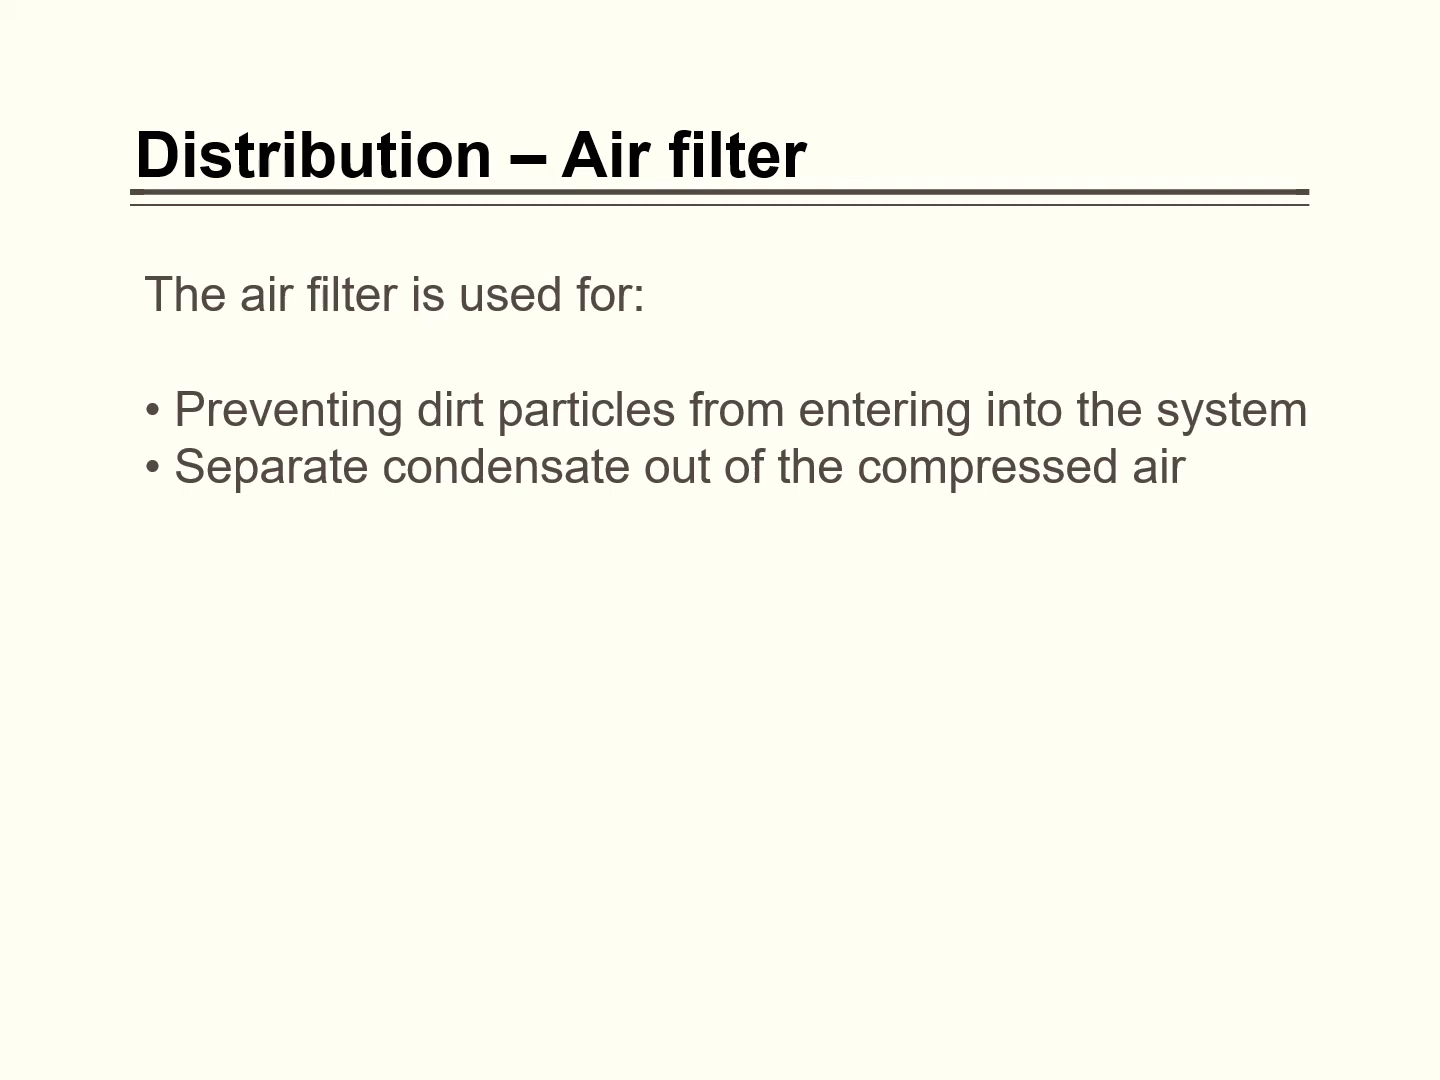 Distribution – Air filter
The air filter is used for:
• Preventing dirt particles from entering into the system
• Separate condensate out of the compressed air